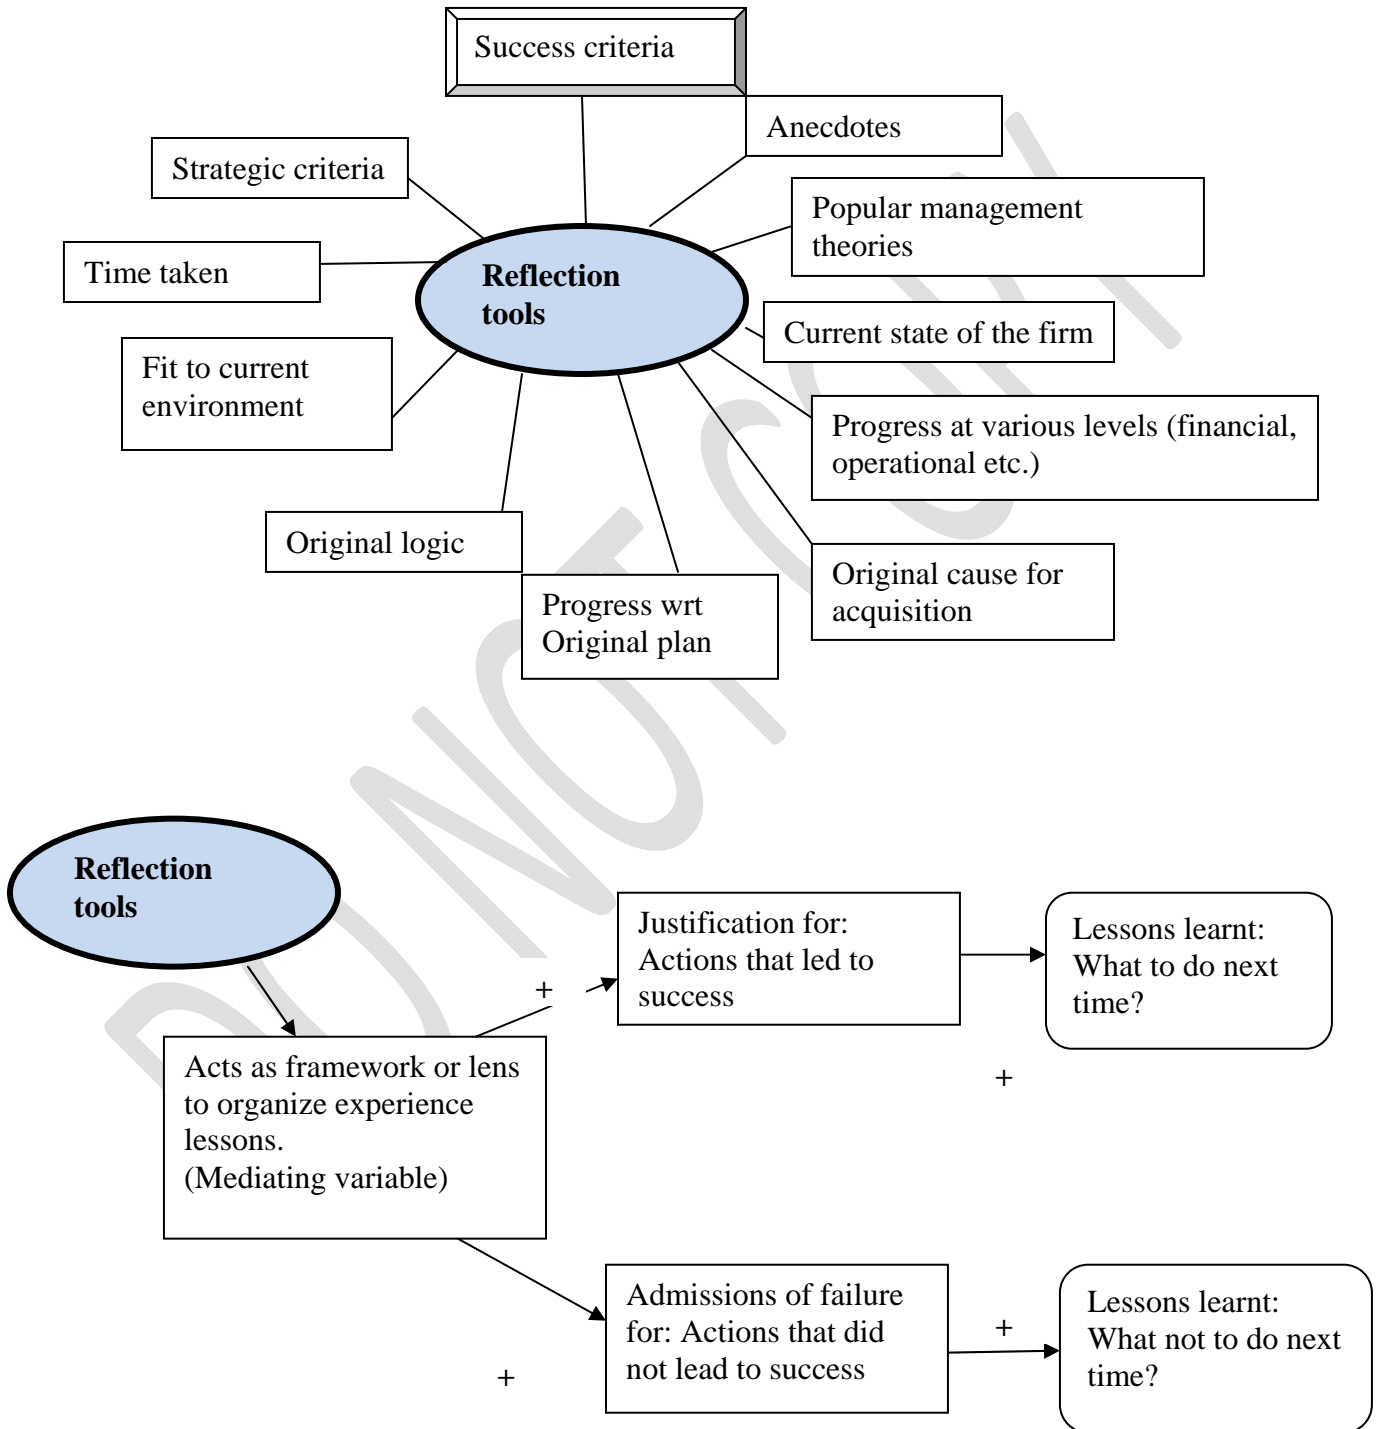 Success criteria
Anecdotes
Strategic criteria
Popular management
theories
Time taken
Reflection
tools
Current state of the firm
Fit to current
environment
Progress at various levels (financial,
operational etc.)
Original logic
Original cause for
acquisition
Progress wrt
Original plan
DO NOT COPY
Reflection
tools
Justification for:
Actions that led to
success
Lessons learnt:
What to do next
time?
+
Acts as framework or lens
to organize experience
lessons.
(Mediating variable)
+
Admissions of failure
for: Actions that did
not lead to success
+
Lessons learnt:
What not to do next
time?
+